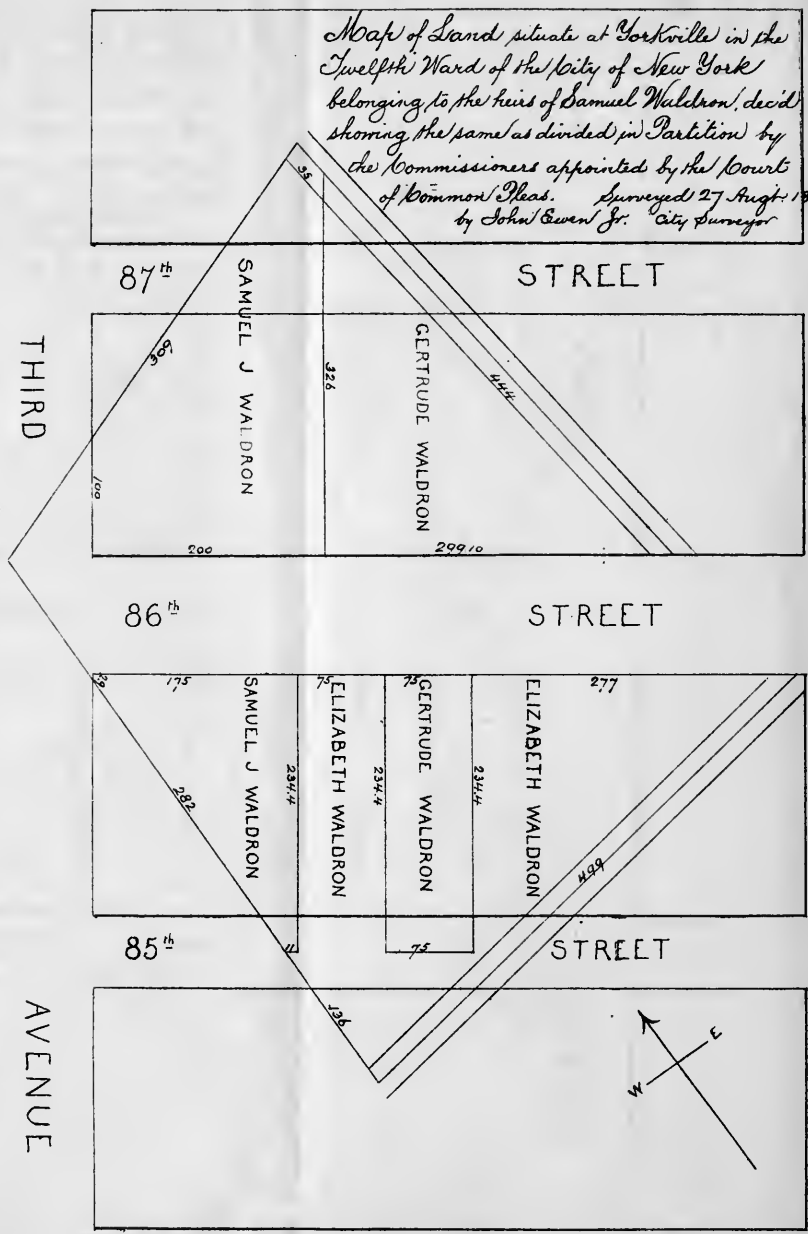 Map of Land situate at Yorkville in the
Twelfth Ward of the City of New York
belonging to the heirs of Samuel Waldron, dec'd
showing the same as divided in Partition by
the Commissioners appointed by the Court
of Common Pleas. Surveyed 27 Augt.
by John Ewen Jr. City Surveyor
35
87th STREET
THIRD
309
SAMUEL J WALDRON
326
GERTRUDE WALDRON
444
100
200
299 10
86th STREET
29
175
75
75
277
SAMUEL J WALDRON
234.4
ELIZABETH WALDRON
234.4
GERTRUDE WALDRON
234.4
ELIZABETH WALDRON
282
499
85th STREET
11
75
136
AVENUE
E
W